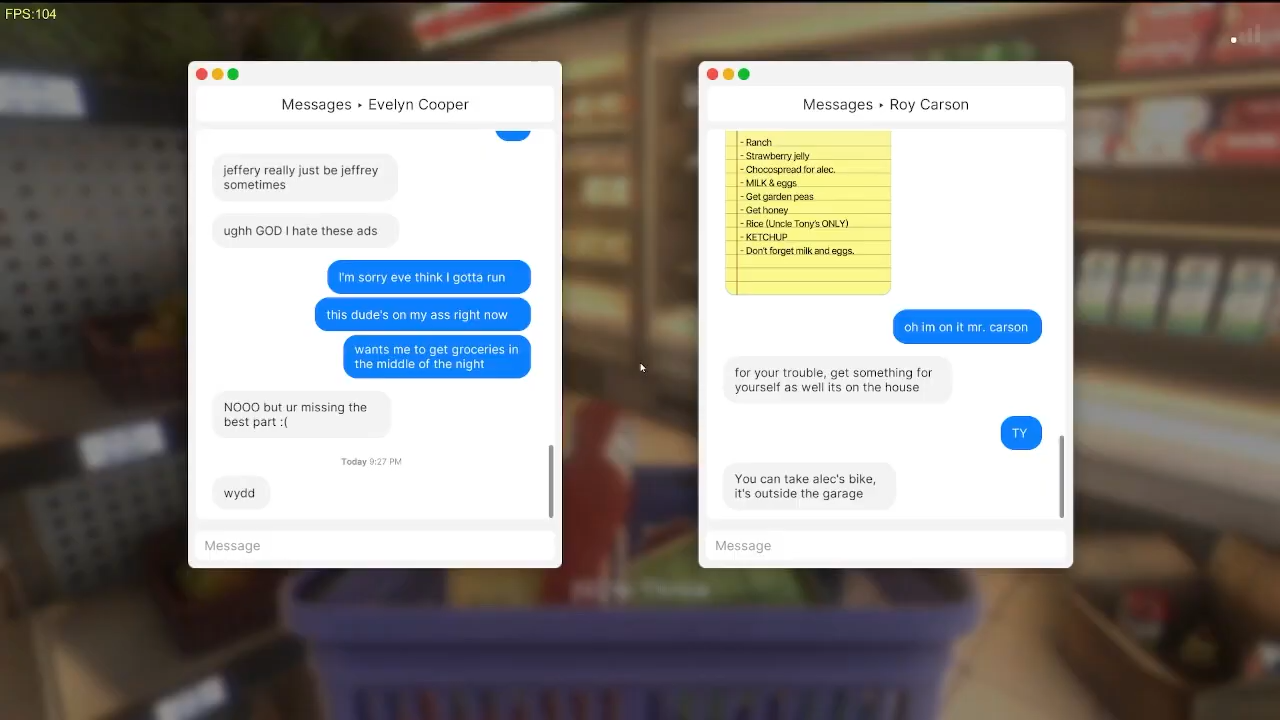 FPS:104
Messages ▸ Evelyn Cooper
jeffery really just be jeffrey
sometimes
ughh GOD I hate these ads
I'm sorry eve think I gotta run
this dude's on my ass right now
wants me to get groceries in
the middle of the night
NOOO but ur missing the
best part :(
Today 9:27 PM
wydd
Message
Messages ▸ Roy Carson
- Ranch
- Strawberry jelly
- Chocospread for alec.
- MILK & eggs
- Get garden peas
- Get honey
- Rice (Uncle Tony's ONLY)
- KETCHUP
- Don't forget milk and eggs.
oh im on it mr. carson
for your trouble, get something for
yourself as well its on the house
TY
You can take alec's bike,
it's outside the garage
Message